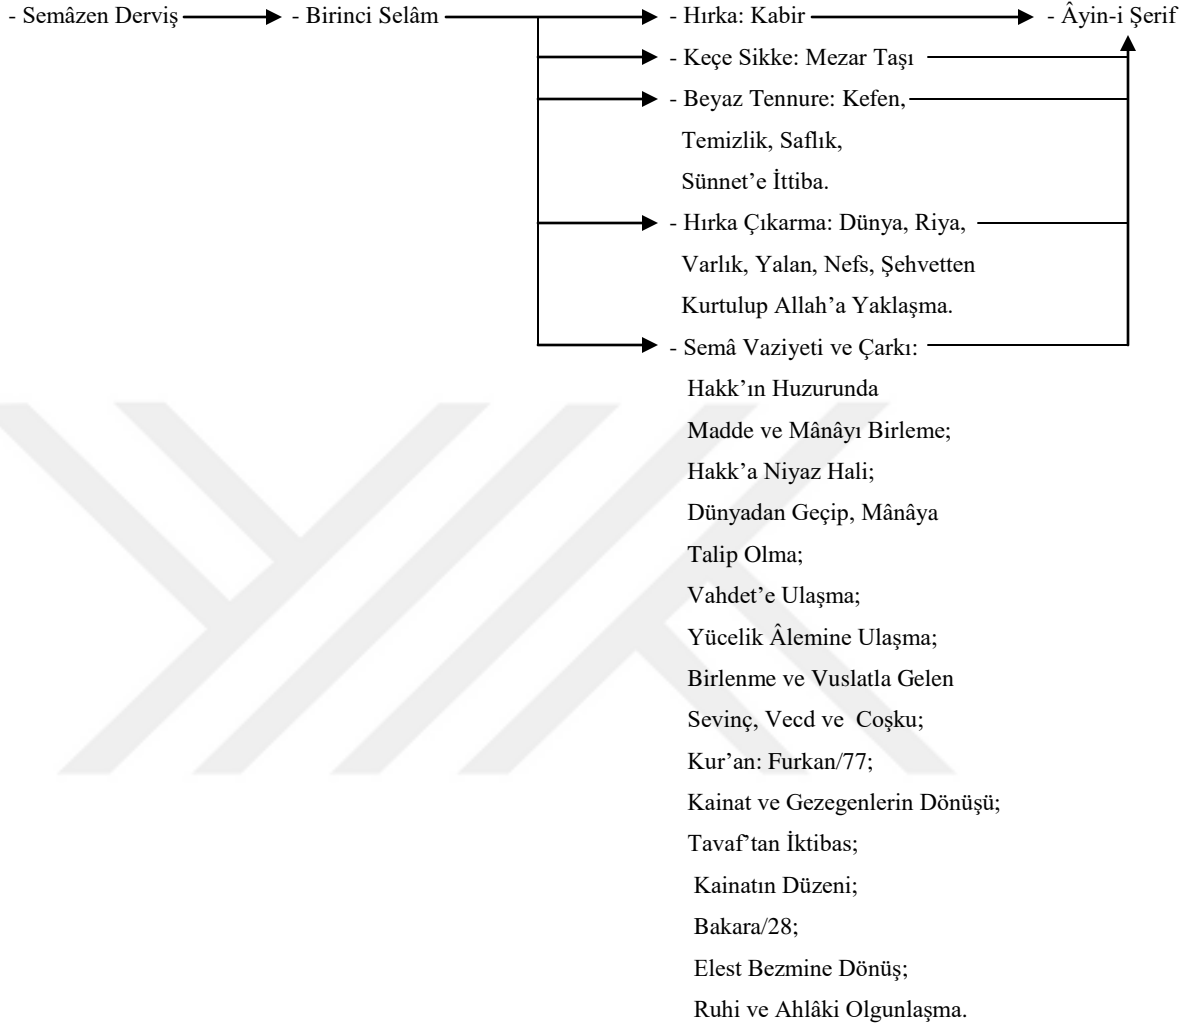 - Semâzen Derviş - Birinci Selâm - Hırka: Kabir - Âyin-i Şerif
- Keçe Sikke: Mezar Taşı
- Beyaz Tennure: Kefen,
Temizlik, Saflık,
Sünnet’e İttiba.
- Hırka Çıkarma: Dünya, Riya,
Varlık, Yalan, Nefs, Şehvetten
Kurtulup Allah’a Yaklaşma.
- Semâ Vaziyeti ve Çarkı:
Hakk’ın Huzurunda
Madde ve Mânâyı Birleme;
Hakk’a Niyaz Hali;
Dünyadan Geçip, Mânâya
Talip Olma;
Vahdet’e Ulaşma;
Yücelik Âlemine Ulaşma;
Birlenme ve Vuslatla Gelen
Sevinç, Vecd ve Coşku;
Kur’an: Furkan/77;
Kainat ve Gezegenlerin Dönüşü;
Tavaf’tan İktibas;
Kainatın Düzeni;
Bakara/28;
Elest Bezmine Dönüş;
Ruhi ve Ahlâki Olgunlaşma.